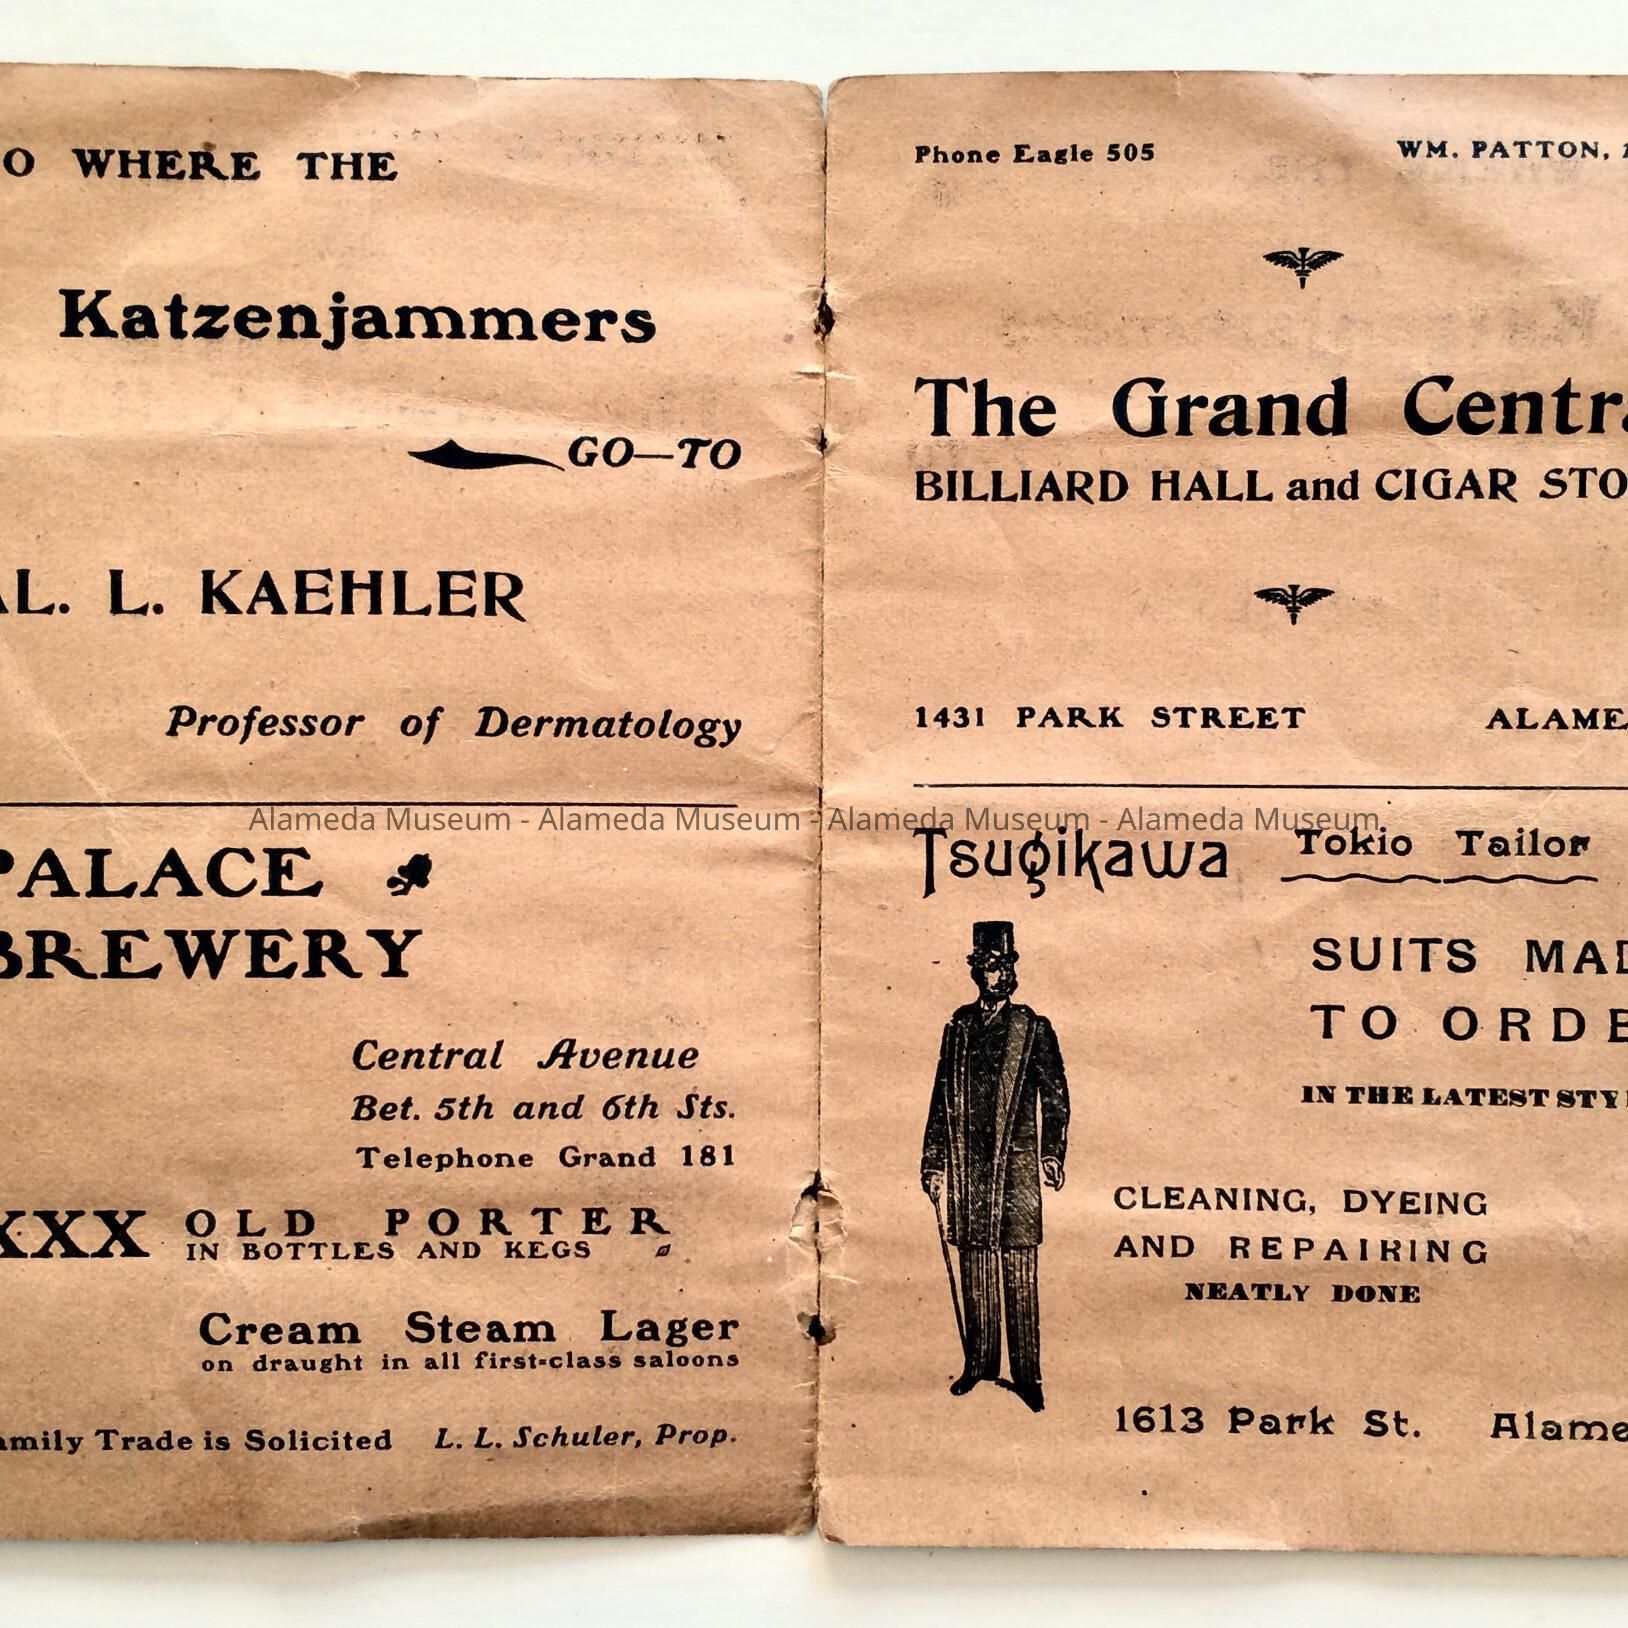 O WHERE THE
Katzenjammers
GO—TO
AL. L. KAEHLER
Professor of Dermatology
PALACE
BREWERY
Central Avenue
Bet. 5th and 6th Sts.
Telephone Grand 181
XXX OLD PORTER
IN BOTTLES AND KEGS
Cream Steam Lager
on draught in all first-class saloons
amily Trade is Solicited L. L. Schuler, Prop.
Phone Eagle 505 WM. PATTON,
The Grand Centra
BILLIARD HALL and CIGAR STO
1431 PARK STREET ALAME
Alameda Museum - Alameda Museum - Alameda Museum - Alameda Museum
Tsugikawa Tokio Tailor
SUITS MAD
TO ORDE
IN THE LATEST STY
CLEANING, DYEING
AND REPAIRING
NEATLY DONE
1613 Park St. Alame